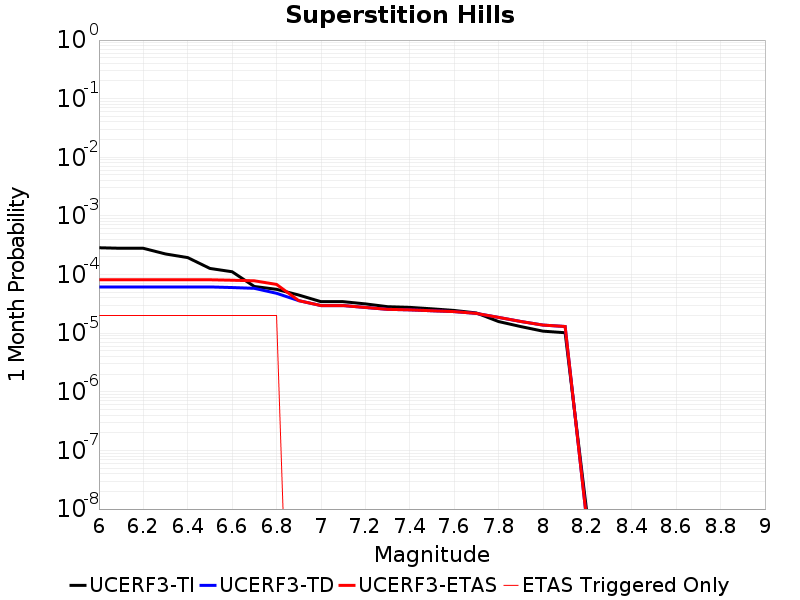 Superstition Hills
1 Month Probability
10^0
10^-1
10^-2
10^-3
10^-4
10^-5
10^-6
10^-7
10^-8
6 6.2 6.4 6.6 6.8 7 7.2 7.4 7.6 7.8 8 8.2 8.4 8.6 8.8 9
Magnitude
UCERF3-TI UCERF3-TD UCERF3-ETAS ETAS Triggered Only